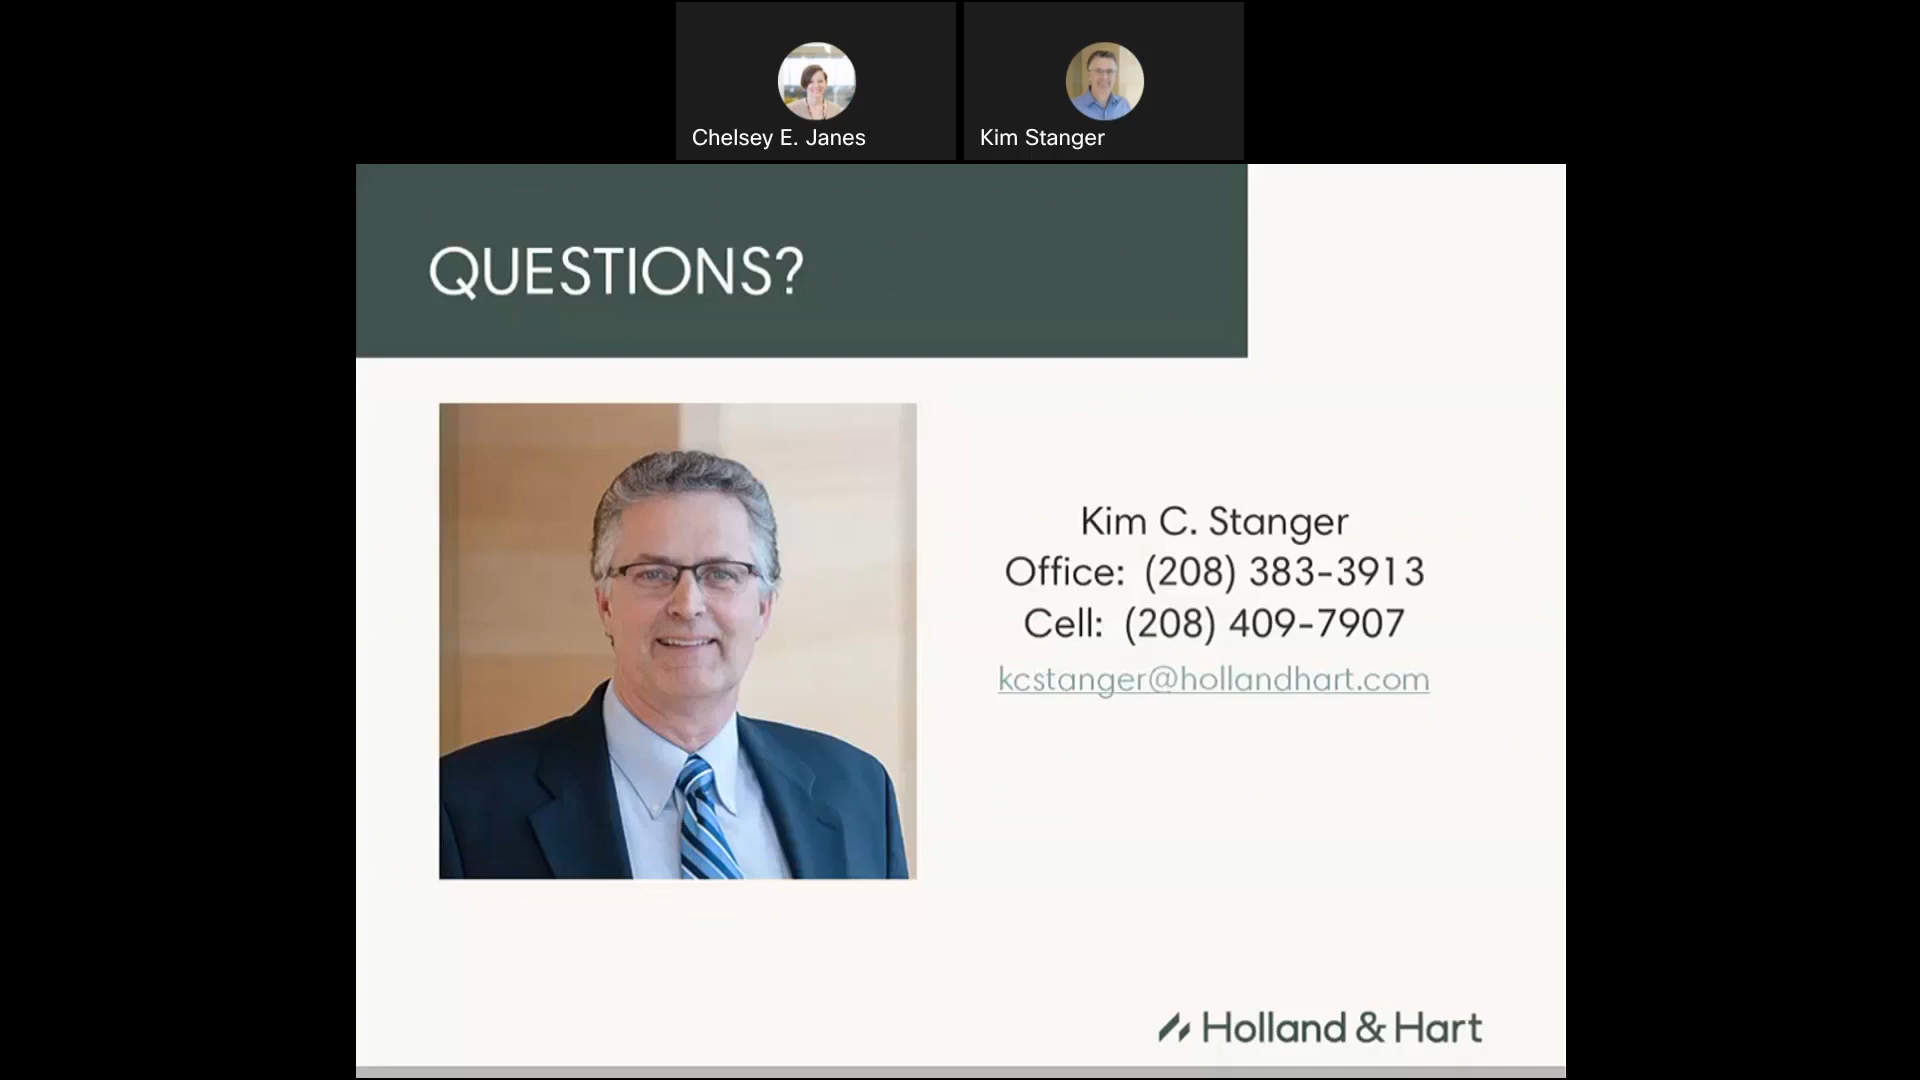 Chelsey E. Janes
Kim Stanger
QUESTIONS?
Kim C. Stanger
Office: (208) 383-3913
Cell: (208) 409-7907
kcstanger@hollandhart.com
Holland & Hart